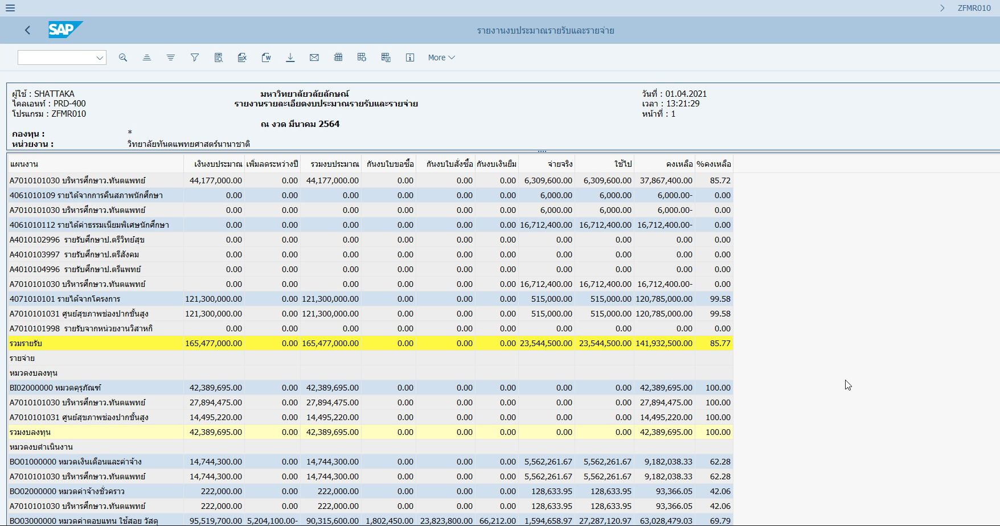 ZFMR010
SAP
รายงานงบประมาณรายรับและรายจ่าย
More
ผู้ใช้ : SHATTAKA มหาวิทยาลัยวลัยลักษณ์ วันที่ : 01.04.2021
ไคลเอนท์ : PRD-400 รายงานรายละเอียดงบประมาณรายรับและรายจ่าย เวลา : 13:21:29
โปรแกรม : ZFMR010 หน้าที่ : 1
ณ งวด มีนาคม 2564
กองทุน : *
หน่วยงาน : วิทยาลัยทันตแพทยศาสตร์นานาชาติ
แผนงาน เงินงบประมาณ เพิ่มลดระหว่างปี รวมงบประมาณ กันงบใบขอซื้อ กันงบใบสั่งซื้อ กันงบเงินยืม จ่ายจริง ใช้ไป คงเหลือ %คงเหลือ
A7010101030 บริหารศึกษาว.ทันตแพทย์ 44,177,000.00 0.00 44,177,000.00 0.00 0.00 0.00 6,309,600.00 6,309,600.00 37,867,400.00 85.72
4061010109 รายได้จากการคืนสภาพนักศึกษา 0.00 0.00 0.00 0.00 0.00 0.00 6,000.00 6,000.00 6,000.00- 0.00
A7010101030 บริหารศึกษาว.ทันตแพทย์ 0.00 0.00 0.00 0.00 0.00 0.00 6,000.00 6,000.00 6,000.00- 0.00
4061010112 รายได้ค่าธรรมเนียมพิเศษนักศึกษา 0.00 0.00 0.00 0.00 0.00 0.00 16,712,400.00 16,712,400.00 16,712,400.00- 0.00
A4010102996 รายรับศึกษาป.ตรีวิทย์สุข 0.00 0.00 0.00 0.00 0.00 0.00 0.00 0.00 0.00 0.00
A4010103997 รายรับศึกษาป.ตรีสังคม 0.00 0.00 0.00 0.00 0.00 0.00 0.00 0.00 0.00 0.00
A4010104996 รายรับศึกษาป.ตรีแพทย์ 0.00 0.00 0.00 0.00 0.00 0.00 0.00 0.00 0.00 0.00
A7010101030 บริหารศึกษาว.ทันตแพทย์ 0.00 0.00 0.00 0.00 0.00 0.00 16,712,400.00 16,712,400.00 16,712,400.00- 0.00
4071010101 รายได้จากโครงการ 121,300,000.00 0.00 121,300,000.00 0.00 0.00 0.00 515,000.00 515,000.00 120,785,000.00 99.58
A7010101031 ศูนย์สุขภาพช่องปากขั้นสูง 121,300,000.00 0.00 121,300,000.00 0.00 0.00 0.00 515,000.00 515,000.00 120,785,000.00 99.58
A7010101998 รายรับจากหน่วยงานวิสาหกิ 0.00 0.00 0.00 0.00 0.00 0.00 0.00 0.00 0.00 0.00
รวมรายรับ 165,477,000.00 0.00 165,477,000.00 0.00 0.00 0.00 23,544,500.00 23,544,500.00 141,932,500.00 85.77
รายจ่าย
หมวดงบลงทุน
BI02000000 หมวดครุภัณฑ์ 42,389,695.00 0.00 42,389,695.00 0.00 0.00 0.00 0.00 0.00 42,389,695.00 100.00
A7010101030 บริหารศึกษาว.ทันตแพทย์ 27,894,475.00 0.00 27,894,475.00 0.00 0.00 0.00 0.00 0.00 27,894,475.00 100.00
A7010101031 ศูนย์สุขภาพช่องปากขั้นสูง 14,495,220.00 0.00 14,495,220.00 0.00 0.00 0.00 0.00 0.00 14,495,220.00 100.00
รวมงบลงทุน 42,389,695.00 0.00 42,389,695.00 0.00 0.00 0.00 0.00 0.00 42,389,695.00 100.00
หมวดงบดำเนินงาน
BO01000000 หมวดเงินเดือนและค่าจ้าง 14,744,300.00 0.00 14,744,300.00 0.00 0.00 0.00 5,562,261.67 5,562,261.67 9,182,038.33 62.28
A7010101030 บริหารศึกษาว.ทันตแพทย์ 14,744,300.00 0.00 14,744,300.00 0.00 0.00 0.00 5,562,261.67 5,562,261.67 9,182,038.33 62.28
BO02000000 หมวดค่าจ้างชั่วคราว 222,000.00 0.00 222,000.00 0.00 0.00 0.00 128,633.95 128,633.95 93,366.05 42.06
A7010101030 บริหารศึกษาว.ทันตแพทย์ 222,000.00 0.00 222,000.00 0.00 0.00 0.00 128,633.95 128,633.95 93,366.05 42.06
BO03000000 หมวดค่าตอบแทน ใช้สอย วัสดุ 95,519,700.00 5,204,100.00- 90,315,600.00 1,802,450.00 23,823,800.00 66,212.00 1,594,658.97 27,287,120.97 63,028,479.03 69.79